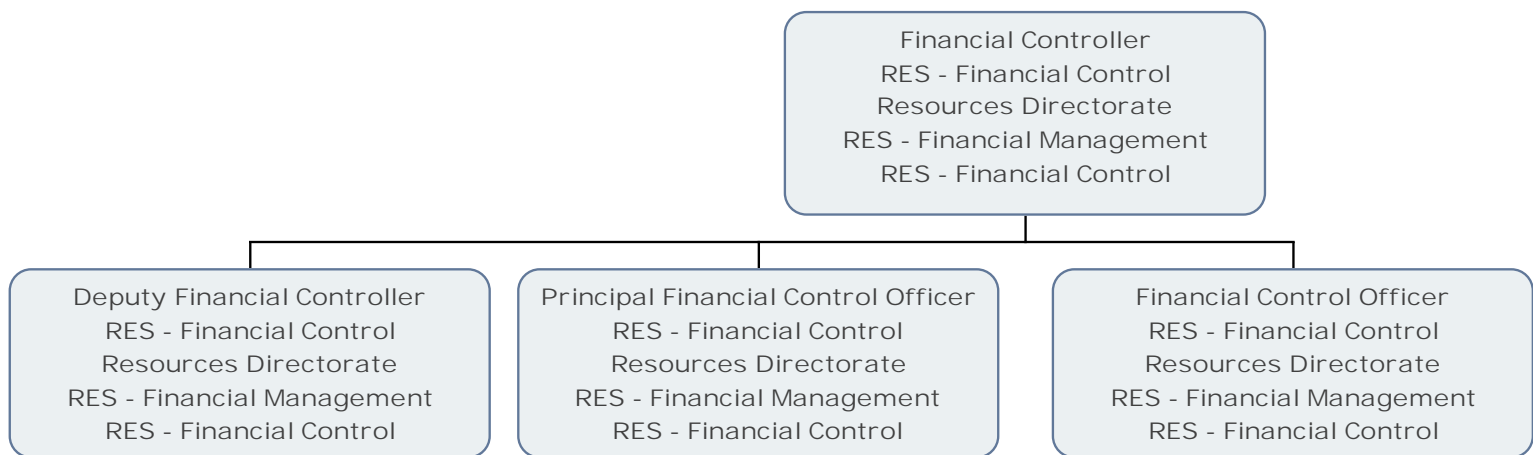 Financial Controller
RES - Financial Control
Resources Directorate
RES - Financial Management
RES - Financial Control
Deputy Financial Controller
RES - Financial Control
Resources Directorate
RES - Financial Management
RES - Financial Control
Principal Financial Control Officer
RES - Financial Control
Resources Directorate
RES - Financial Management
RES - Financial Control
Financial Control Officer
RES - Financial Control
Resources Directorate
RES - Financial Management
RES - Financial Control